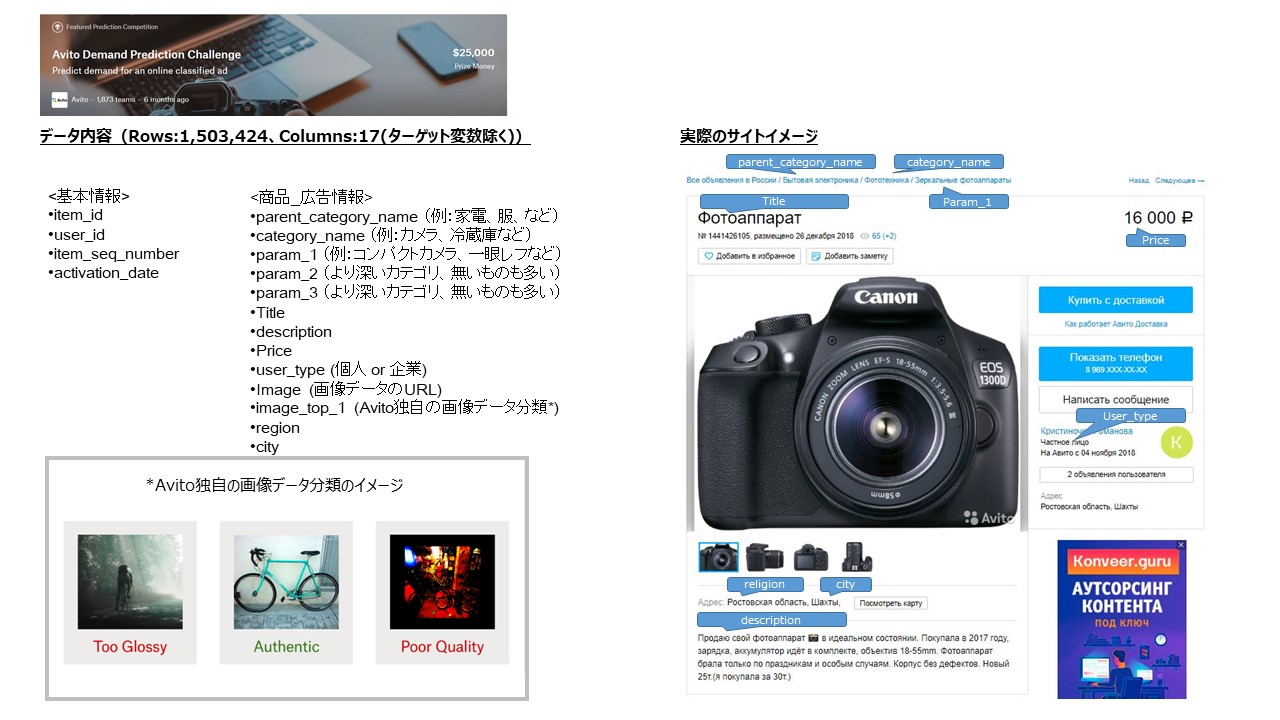 Featured Prediction Competition
Avito Demand Prediction Challenge
Predict demand for an online classified ad
$25,000
Prize Money
Avito
Avito · 1,873 teams · 6 months ago
データ内容（Rows:1,503,424、Columns:17(ターゲット変数除く)）
<基本情報>
•item_id
•user_id
•item_seq_number
•activation_date
<商品_広告情報>
•parent_category_name（例：家電、服、など）
•category_name（例：カメラ、冷蔵庫など）
•param_1（例：コンパクトカメラ、一眼レフなど）
•param_2（より深いカテゴリ、無いものも多い）
•param_3（より深いカテゴリ、無いものも多い）
•Title
•description
•Price
•user_type (個人 or 企業)
•Image (画像データのURL)
•image_top_1 (Avito独自の画像データ分類*)
•region
•city
*Avito独自の画像データ分類のイメージ
Too Glossy
Authentic
Poor Quality
実際のサイトイメージ
parent_category_name
category_name
Все объявления в России / Бытовая электроника / Фототехника / Зеркальные фотоаппараты
Назад Следующее →
Title
Param_1
Фотоаппарат
16 000 ₽
№ 1441426105, размещено 26 декабря 2018 65 (+2)
Price
Добавить в избранное
Добавить заметку
Canon
EOS
1300D
CANON ZOOM LENS EF-S 18-55mm 1:3.5-5.6 III
Φ58mm
Avito
Купить с доставкой
Как работает Авито Доставка
Показать телефон
8 989 XXX-XX-XX
Написать сообщение
User_type
Частное лицо
На Авито с 04 ноября 2018
K
2 объявления пользователя
Адрес
Ростовская область, Шахты
religion
city
Адрес: Ростовская область, Шахты,
Посмотреть карту
description
Продаю свой фотоаппарат 📷 в идеальном состоянии. Покупала в 2017 году,
зарядка, аккумулятор идёт в комплекте, объектив 18-55mm. Фотоаппарат
брала только по праздникам и особым случаям. Корпус без дефектов. Новый
25т.(я покупала за 30т.)
Konveer.guru
АУТСОРСИНГ
КОНТЕНТА
ПОД КЛЮЧ